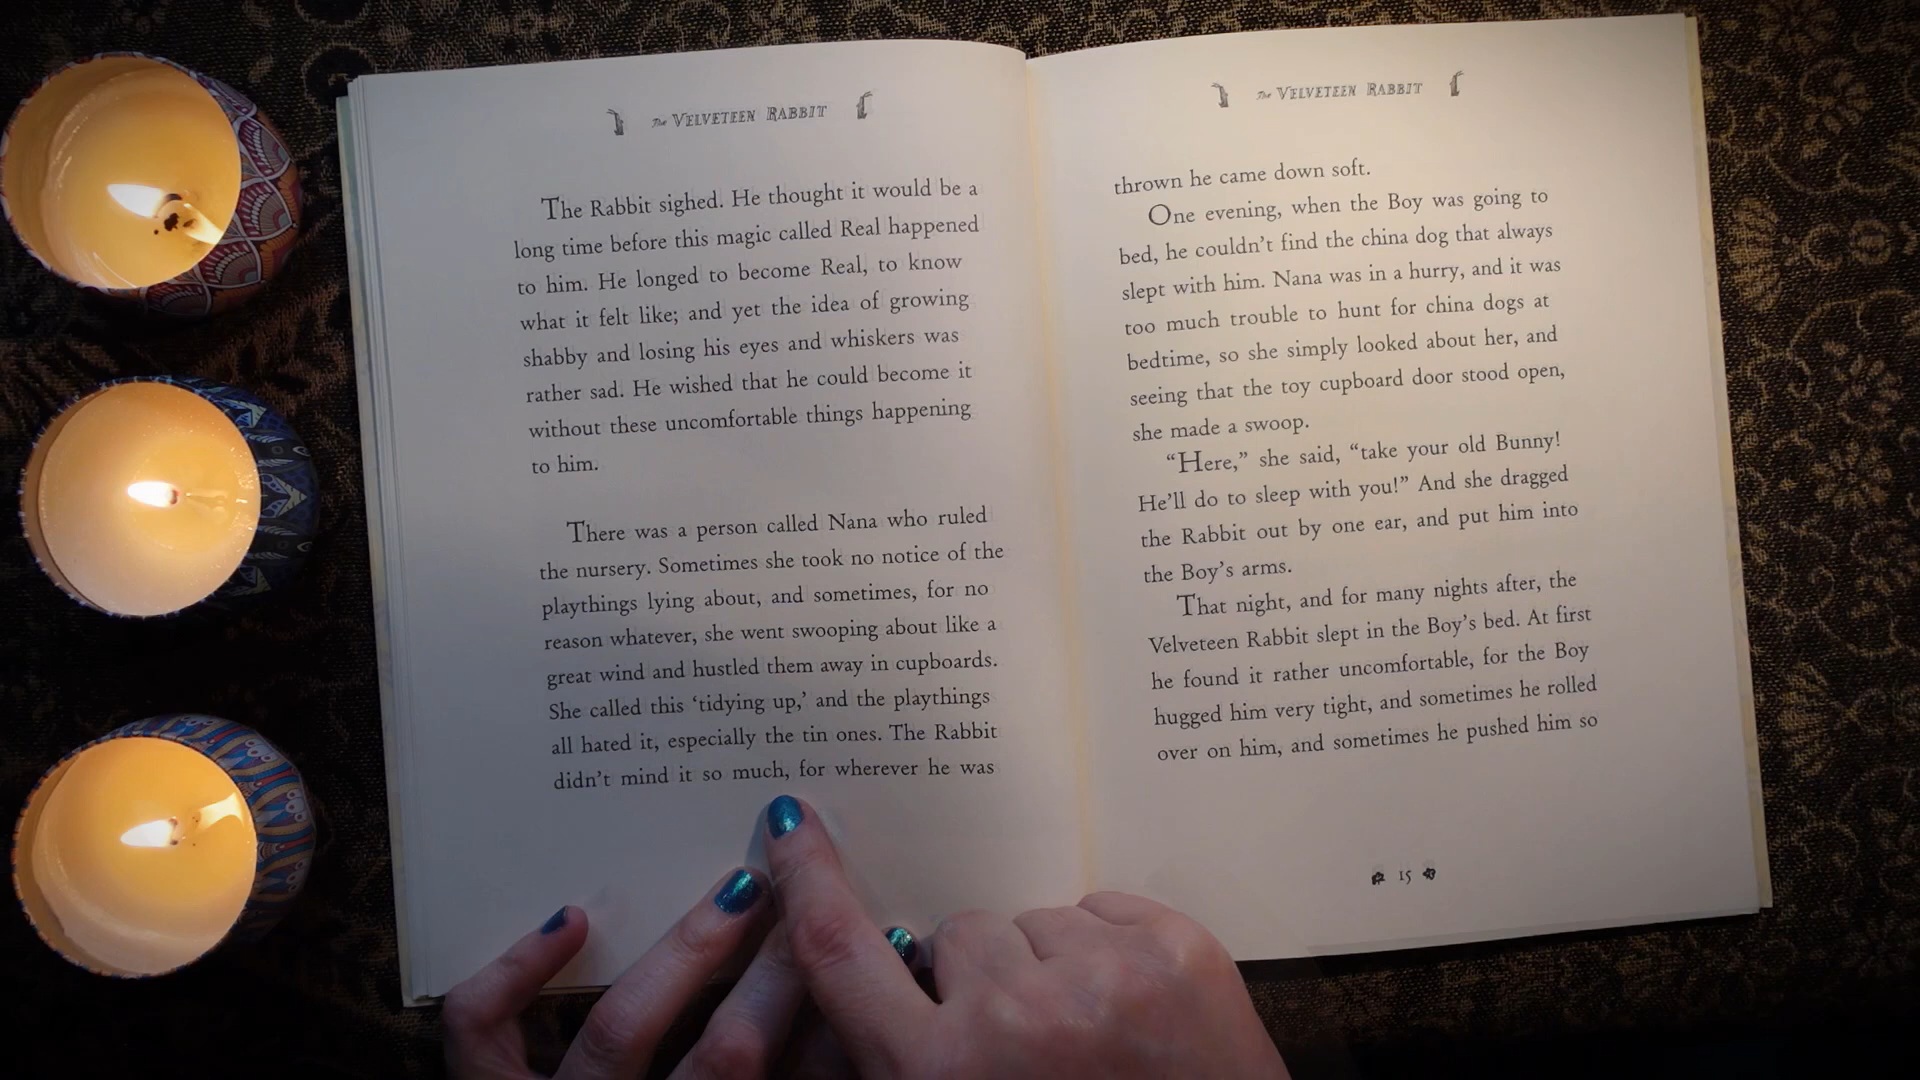 The VELVETEEN RABBIT
The Rabbit sighed. He thought it would be a
long time before this magic called Real happened
to him. He longed to become Real, to know
what it felt like; and yet the idea of growing
shabby and losing his eyes and whiskers was
rather sad. He wished that he could become it
without these uncomfortable things happening
to him.
There was a person called Nana who ruled
the nursery. Sometimes she took no notice of the
playthings lying about, and sometimes, for no
reason whatever, she went swooping about like a
great wind and hustled them away in cupboards.
She called this ‘tidying up,’ and the playthings
all hated it, especially the tin ones. The Rabbit
didn’t mind it so much, for wherever he was
The VELVETEEN RABBIT
thrown he came down soft.
One evening, when the Boy was going to
bed, he couldn’t find the china dog that always
slept with him. Nana was in a hurry, and it was
too much trouble to hunt for china dogs at
bedtime, so she simply looked about her, and
seeing that the toy cupboard door stood open,
she made a swoop.
“Here,” she said, “take your old Bunny!
He’ll do to sleep with you!” And she dragged
the Rabbit out by one ear, and put him into
the Boy’s arms.
That night, and for many nights after, the
Velveteen Rabbit slept in the Boy’s bed. At first
he found it rather uncomfortable, for the Boy
hugged him very tight, and sometimes he rolled
over on him, and sometimes he pushed him so
15